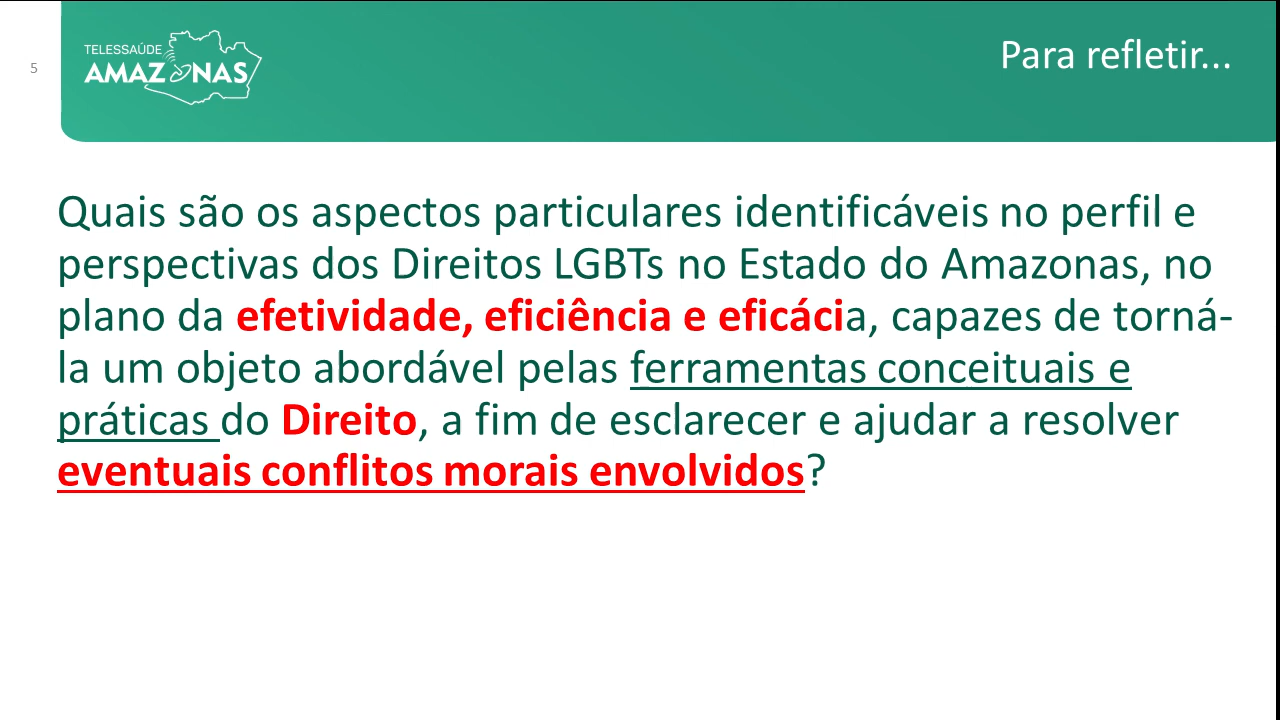 5
TELESSAÚDE
AMAZONAS
Para refletir...
Quais são os aspectos particulares identificáveis no perfil e
perspectivas dos Direitos LGBTs no Estado do Amazonas, no
plano da efetividade, eficiência e eficácia, capazes de torná-
la um objeto abordável pelas ferramentas conceituais e
práticas do Direito, a fim de esclarecer e ajudar a resolver
eventuais conflitos morais envolvidos?